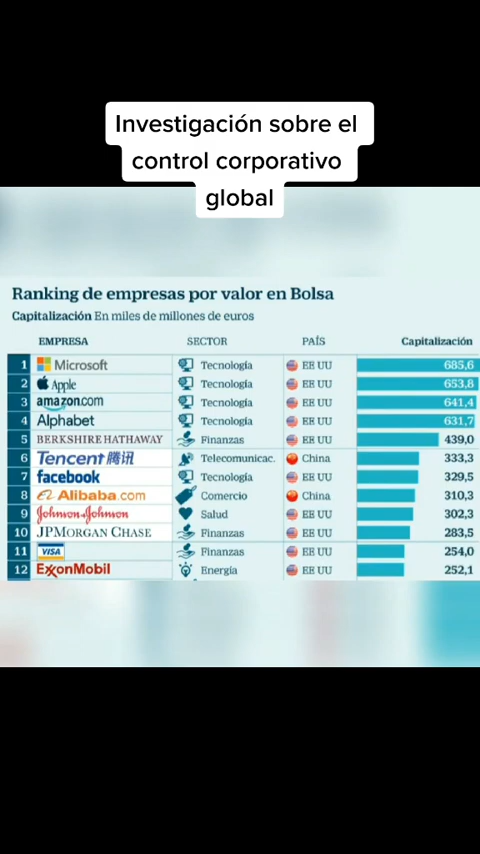 Investigación sobre el
control corporativo
global
Ranking de empresas por valor en Bolsa
Capitalización En miles de millones de euros
EMPRESA SECTOR PAÍS Capitalización
1 Microsoft Tecnología EE UU 685,6
2 Apple Tecnología EE UU 653,8
3 amazon.com Tecnología EE UU 641,4
4 Alphabet Tecnología EE UU 631,7
5 BERKSHIRE HATHAWAY Finanzas EE UU 439,0
6 Tencent 腾讯 Telecomunicac. China 333,3
7 facebook Tecnología EE UU 329,5
8 Alibaba.com Comercio China 310,3
9 Johnson & Johnson Salud EE UU 302,3
10 JPMORGAN CHASE Finanzas EE UU 283,5
11 VISA Finanzas EE UU 254,0
12 ExxonMobil Energía EE UU 252,1